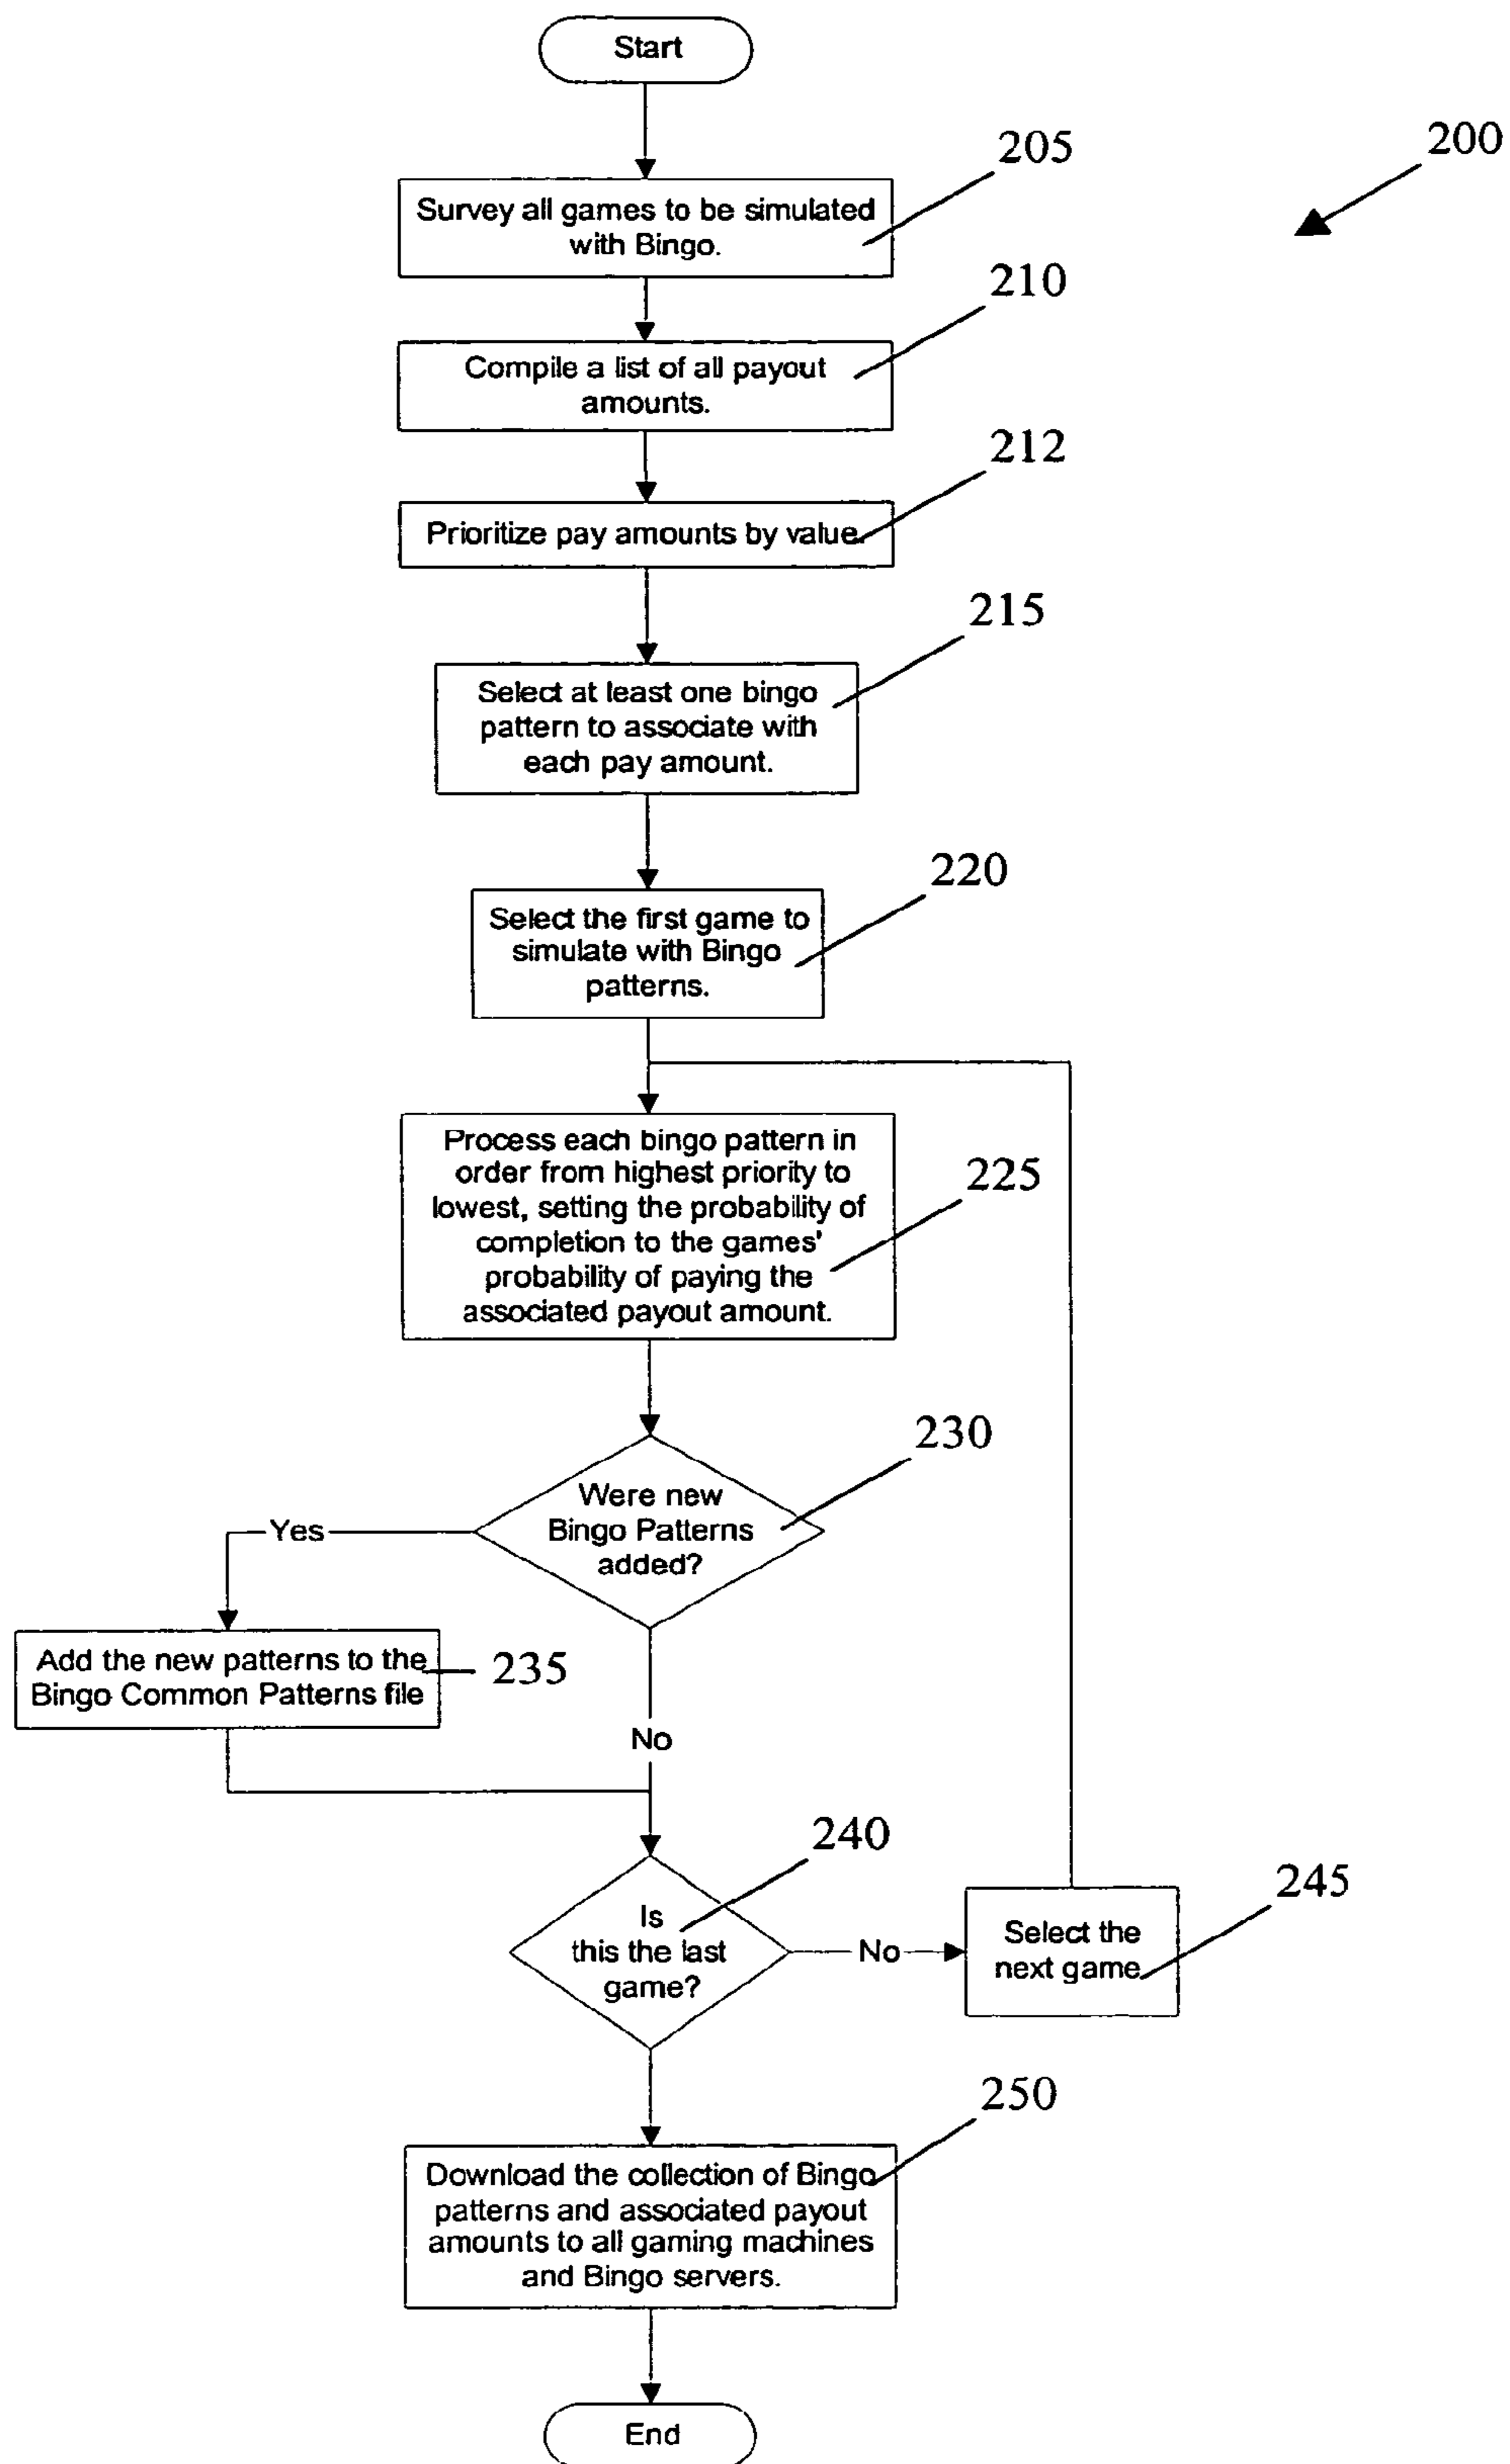 Start
200
205
Survey all games to be simulated
with Bingo.
210
Compile a list of all payout
amounts.
212
Prioritize pay amounts by value.
215
Select at least one bingo
pattern to associate with
each pay amount.
220
Select the first game to
simulate with Bingo
patterns.
Process each bingo pattern in
order from highest priority to
lowest, setting the probability of
completion to the games'
probability of paying the
associated payout amount.
225
230
Were new
Bingo Patterns
added?
Yes
Add the new patterns to the
Bingo Common Patterns file
235
No
240
Is
this the last
game?
No
245
Select the
next game.
250
Download the collection of Bingo
patterns and associated payout
amounts to all gaming machines
and Bingo servers.
End